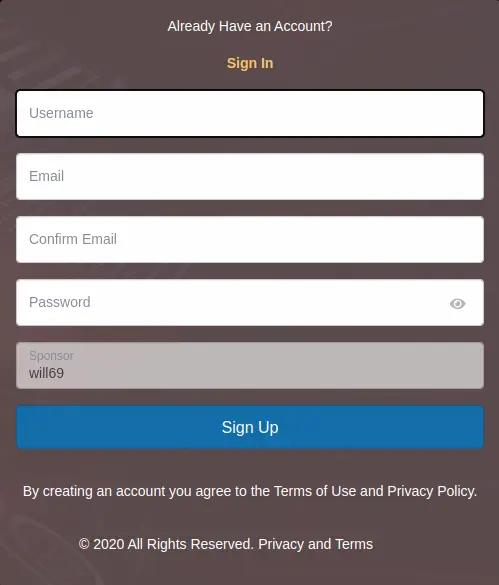 Already Have an Account?
Sign In
Username
Email
Confirm Email
Password
Sponsor
will69
Sign Up
By creating an account you agree to the Terms of Use and Privacy Policy.
© 2020 All Rights Reserved. Privacy and Terms